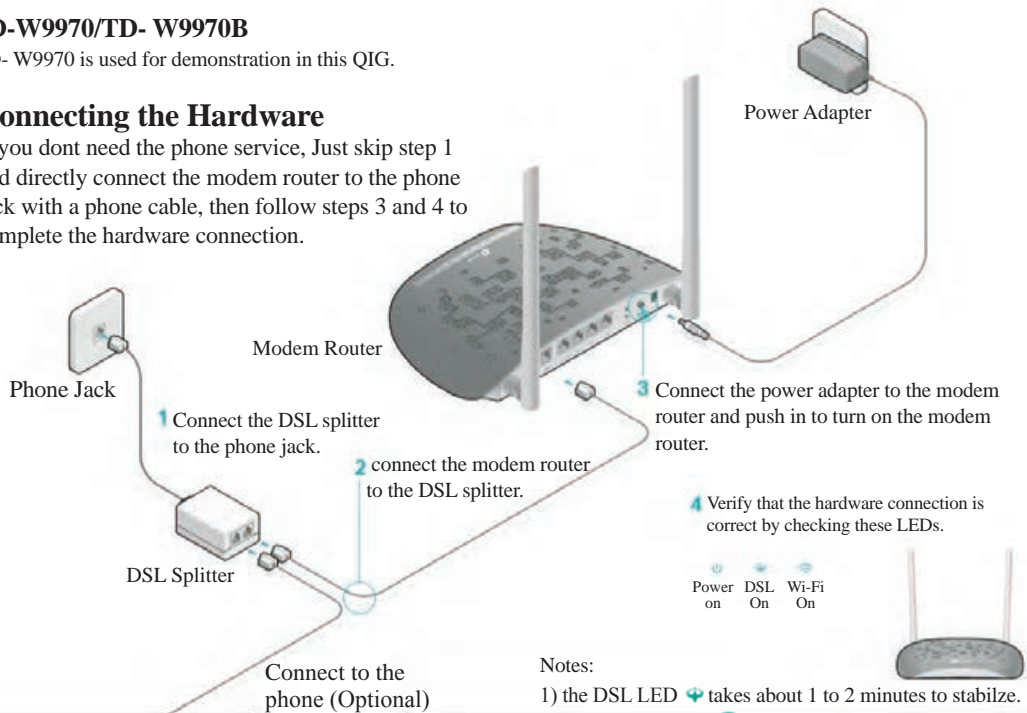 D-W9970/TD- W9970B
- W9970 is used for demonstration in this QIG.
onnecting the Hardware
you dont need the phone service, Just skip step 1
d directly connect the modem router to the phone
ck with a phone cable, then follow steps 3 and 4 to
mplete the hardware connection.
Power Adapter
Modem Router
Phone Jack
1 Connect the DSL splitter
to the phone jack.
2 connect the modem router
to the DSL splitter.
3 Connect the power adapter to the modem
router and push in to turn on the modem
router.
4 Verify that the hardware connection is
correct by checking these LEDs.
Power DSL Wi-Fi
on On On
DSL Splitter
Connect to the
phone (Optional)
Notes:
1) the DSL LED takes about 1 to 2 minutes to stabilze.